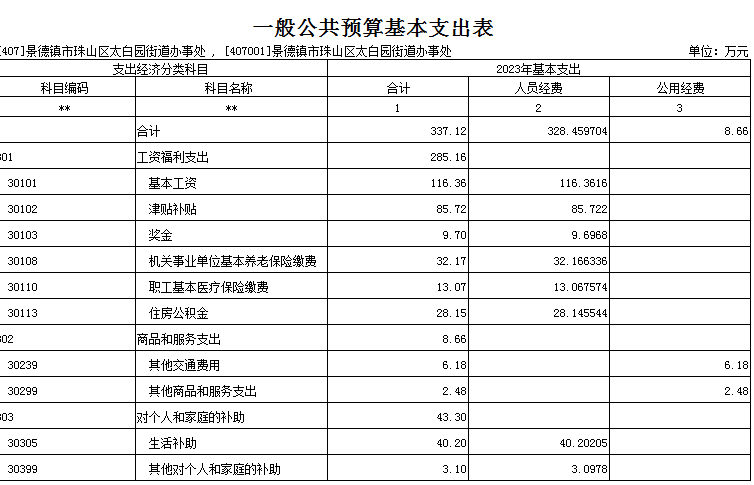 一般公共预算基本支出表
[407]景德镇市珠山区太白园街道办事处 , [407001]景德镇市珠山区太白园街道办事处 单位: 万元
支出经济分类科目 2023年基本支出
科目编码 科目名称 合计 人员经费 公用经费
** ** 1 2 3
合计 337.12 328.459704 8.66
301 工资福利支出 285.16
30101 基本工资 116.36 116.3616
30102 津贴补贴 85.72 85.722
30103 奖金 9.70 9.6968
30108 机关事业单位基本养老保险缴费 32.17 32.166336
30110 职工基本医疗保险缴费 13.07 13.067574
30113 住房公积金 28.15 28.145544
302 商品和服务支出 8.66
30239 其他交通费用 6.18 6.18
30299 其他商品和服务支出 2.48 2.48
303 对个人和家庭的补助 43.30
30305 生活补助 40.20 40.20205
30399 其他对个人和家庭的补助 3.10 3.0978